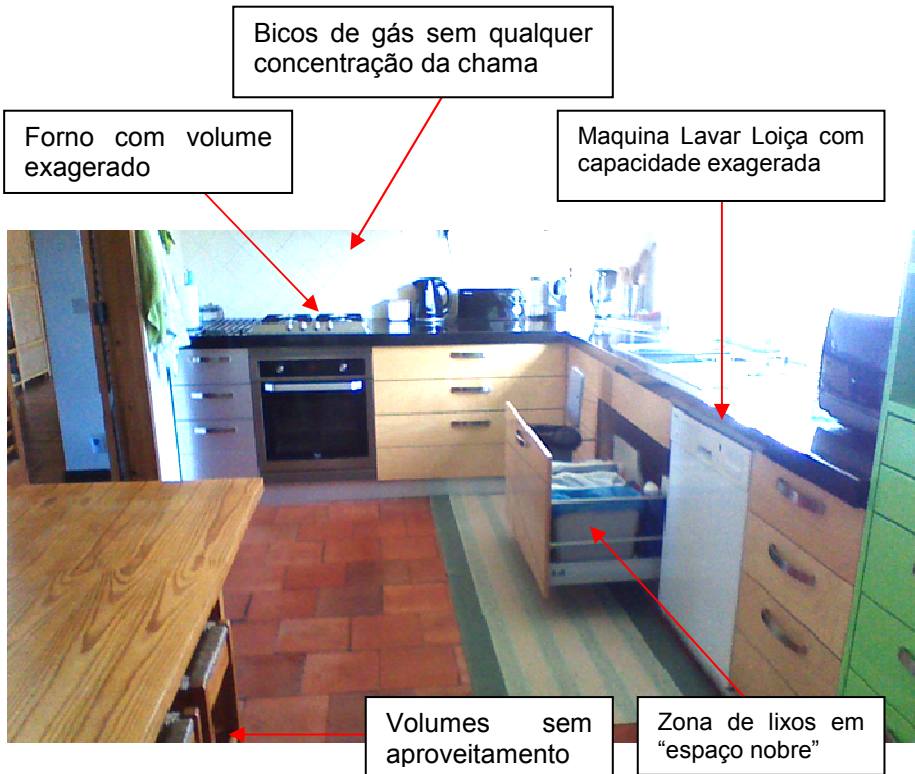 Bicos de gás sem qualquer
concentração da chama
Forno com volume
exagerado
Maquina Lavar Loiça com
capacidade exagerada
Volumes sem
aproveitamento
Zona de lixos em
“espaço nobre”